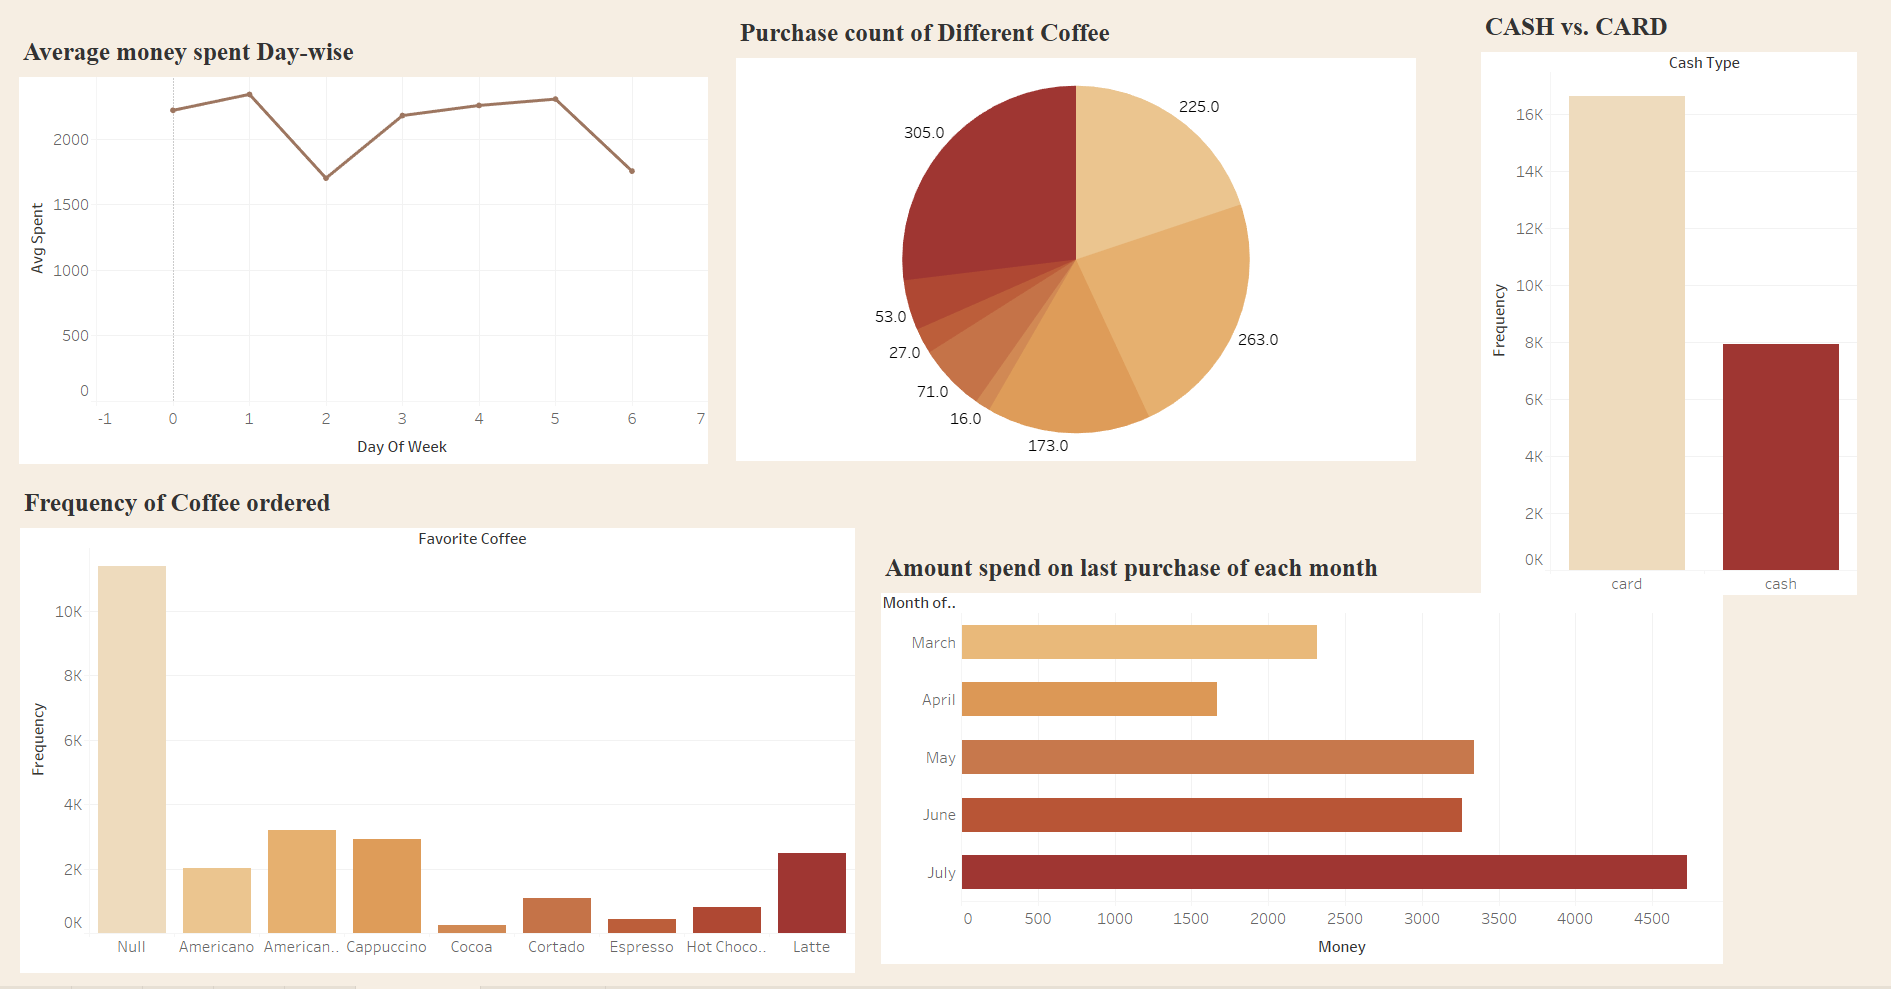 Average money spent Day-wise
2000
1500
1000
500
0
Avg Spent
-1 0 1 2 3 4 5 6 7
Day Of Week
Purchase count of Different Coffee
225.0
305.0
263.0
53.0
27.0
71.0
16.0
173.0
CASH vs. CARD
Cash Type
16K
14K
12K
10K
8K
6K
4K
2K
0K
Frequency
card cash
Frequency of Coffee ordered
Favorite Coffee
10K
8K
6K
4K
2K
0K
Frequency
Null Americano American.. Cappuccino Cocoa Cortado Espresso Hot Choco.. Latte
Amount spend on last purchase of each month
Month of..
March
April
May
June
July
0 500 1000 1500 2000 2500 3000 3500 4000 4500
Money